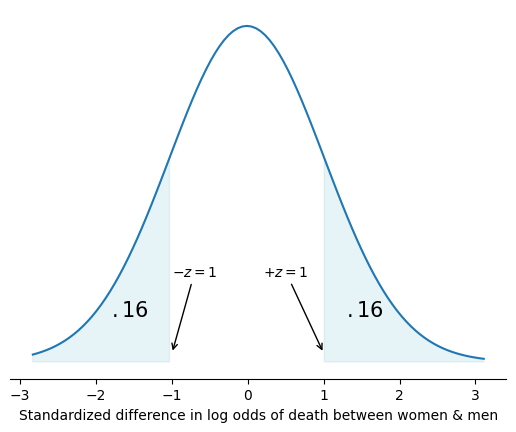 −z = 1
+z = 1
.16
.16
−3 −2 −1 0 1 2 3
Standardized difference in log odds of death between women & men